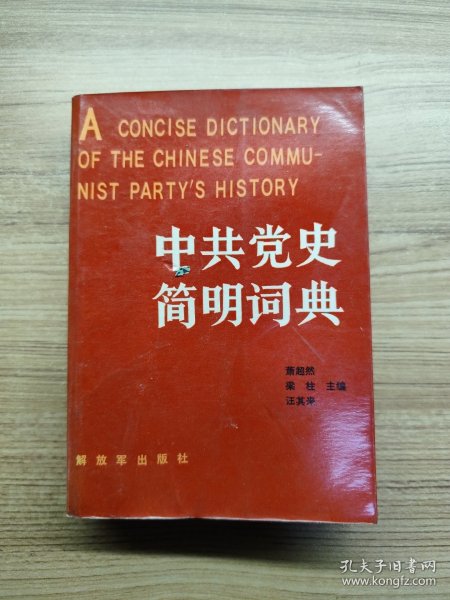 A CONCISE DICTIONARY
OF THE CHINESE COMMU-
NIST PARTY'S HISTORY
中共党史
简明词典
萧超然
梁柱 主编
汪其来
解放军出版社
孔夫子旧书网
www.kongfz.com